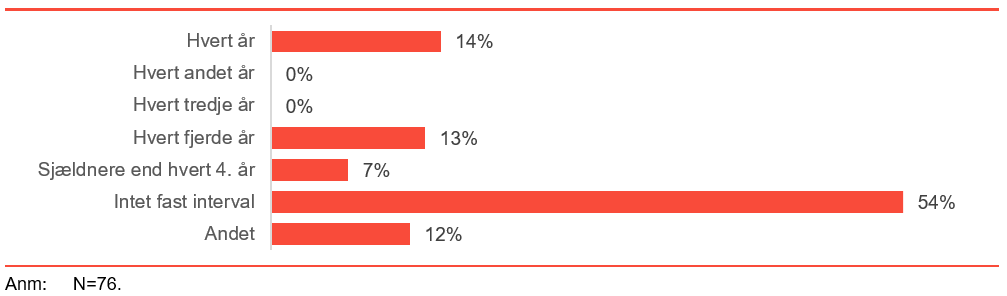 Hvert år 14%
Hvert andet år 0%
Hvert tredje år 0%
Hvert fjerde år 13%
Sjældnere end hvert 4. år 7%
Intet fast interval 54%
Andet 12%
Anm: N=76.